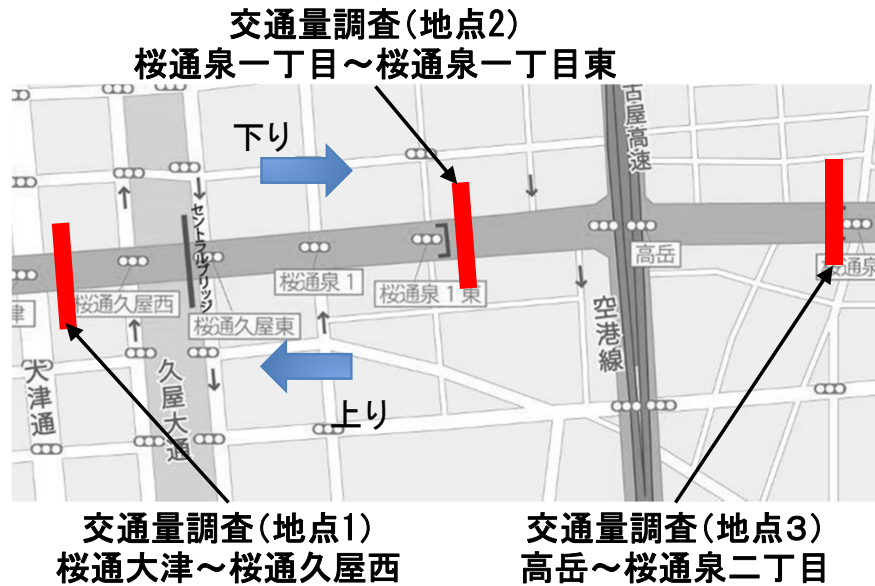 交通量調査(地点2)
桜通泉一丁目～桜通泉一丁目東
古屋高速
下り
セントラルブリッジ
高岳
桜通泉
桜通泉1
桜通泉1東
桜通久屋西
津
桜通久屋東
空港線
大津通
久屋大通
上り
交通量調査(地点1)
桜通大津～桜通久屋西
交通量調査(地点3)
高岳～桜通泉二丁目